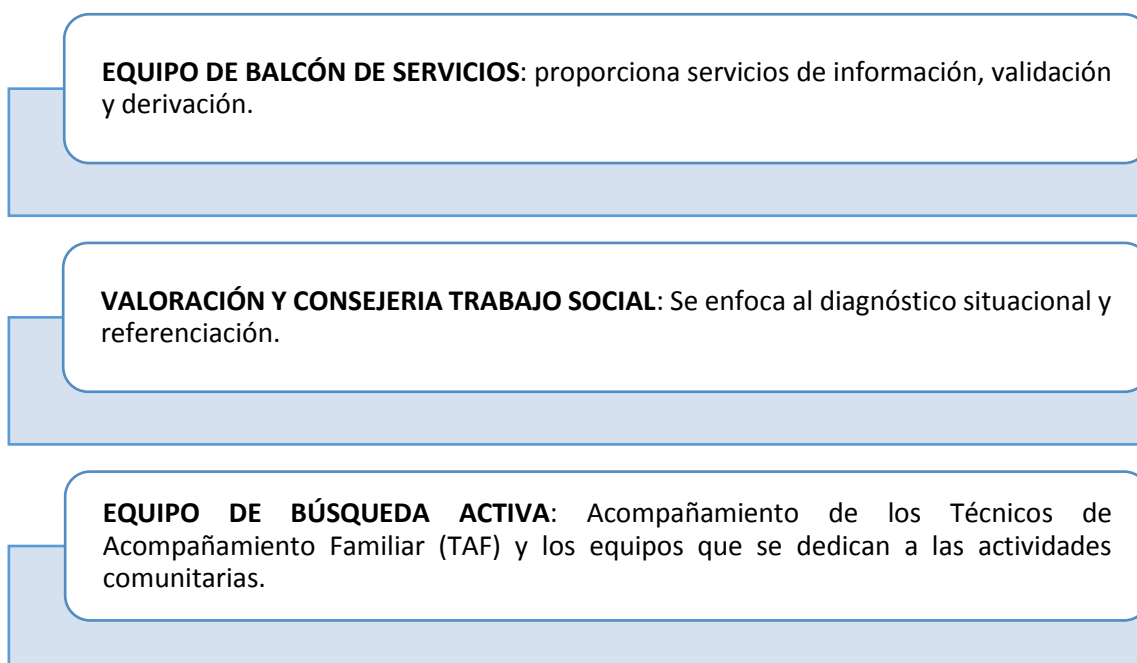 EQUIPO DE BALCÓN DE SERVICIOS: proporciona servicios de información, validación
y derivación.
VALORACIÓN Y CONSEJERIA TRABAJO SOCIAL: Se enfoca al diagnóstico situacional y
referenciación.
EQUIPO DE BÚSQUEDA ACTIVA: Acompañamiento de los Técnicos de
Acompañamiento Familiar (TAF) y los equipos que se dedican a las actividades
comunitarias.